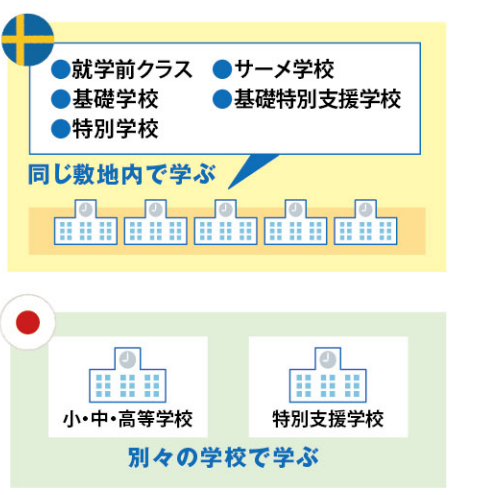 ●就学前クラス ●サーメ学校
●基礎学校 ●基礎特別支援学校
●特別学校
同じ敷地内で学ぶ
小・中・高等学校 特別支援学校
別々の学校で学ぶ